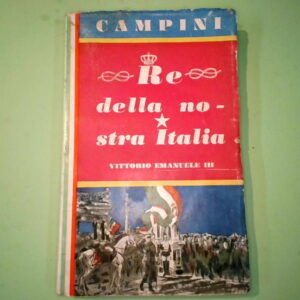 CAMPINI
Re
della no-
stra Italia
VITTORIO EMANUELE III